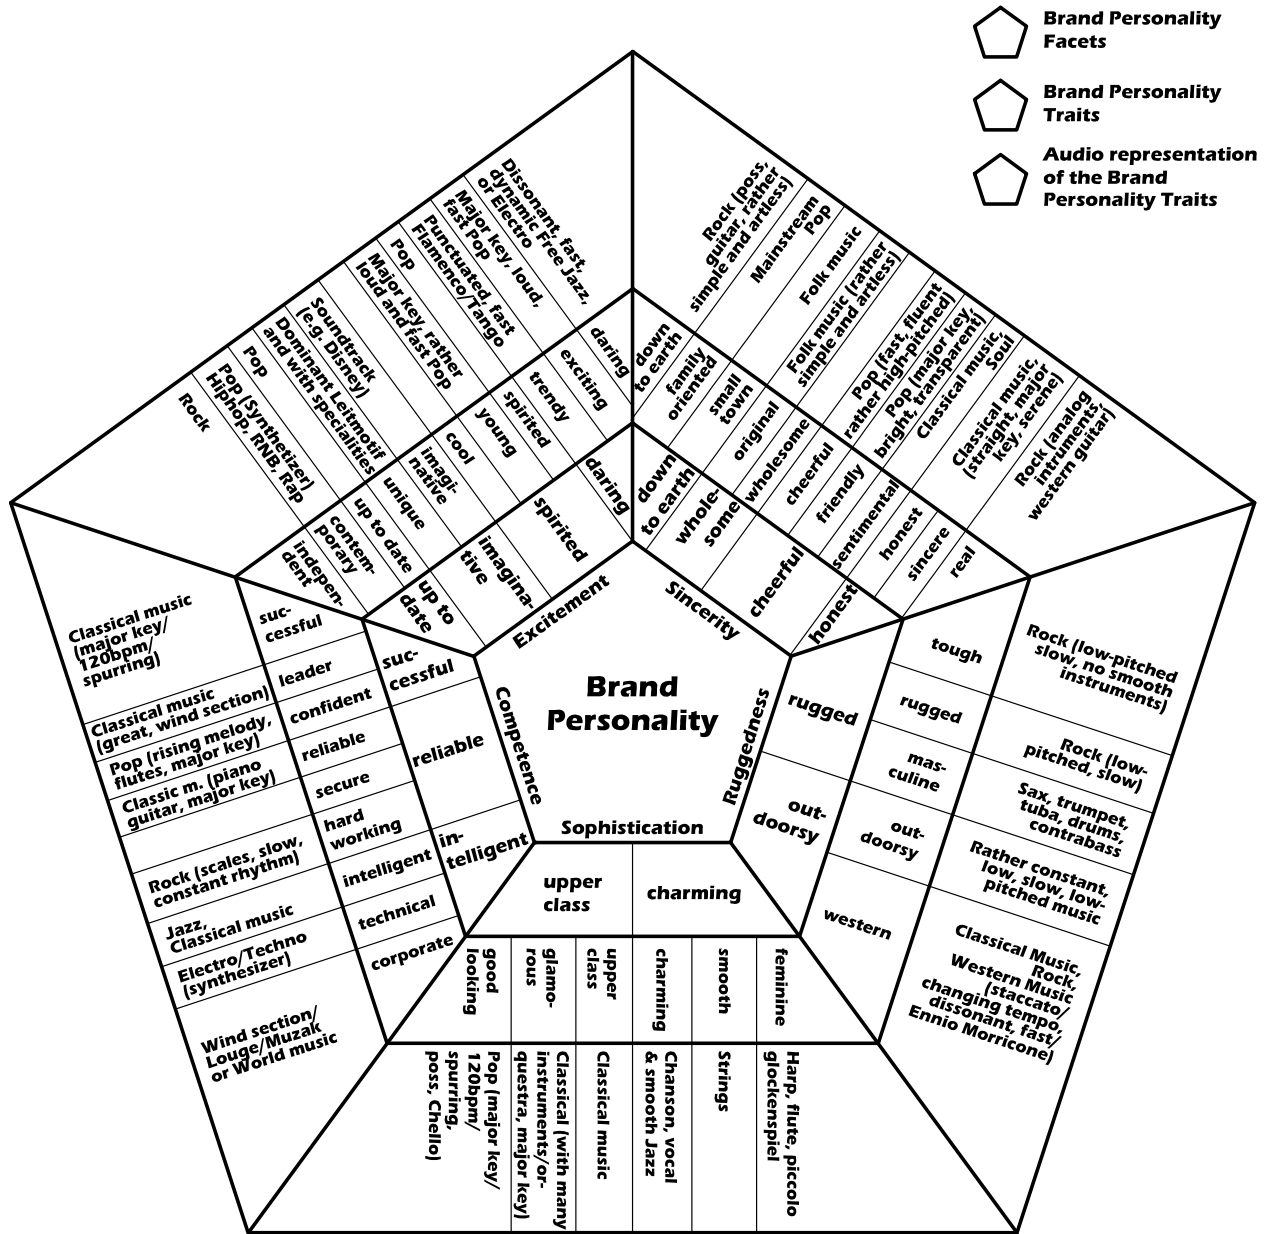 Brand Personality
Facets
Brand Personality
Traits
Audio representation
of the Brand
Personality Traits
Brand
Personality
Excitement
Sincerity
Competence
Ruggedness
Sophistication
daring
spirited
imagina-
tive
up to
date
down
to earth
whole-
some
cheerful
honest
rugged
out-
doorsy
charming
upper
class
in-
telligent
reliable
suc-
cessful
daring
exciting
trendy
spirited
young
cool
imagi-
native
unique
up to date
contem-
porary
indepen-
dent
down
to earth
family
oriented
small
town
original
wholesome
cheerful
friendly
sentimental
honest
sincere
real
tough
rugged
mas-
culine
out-
doorsy
western
feminine
smooth
charming
upper
class
glamo-
rous
good
looking
suc-
cessful
leader
confident
reliable
secure
hard
working
intelligent
technical
corporate
Dissonant, fast,
dynamic Free Jazz,
or Electro
Major key, loud,
fast Pop
Punctuated, fast
Flamenco/Tango
Pop
Major key, rather
loud and fast Pop
Soundtrack
(e.g. Disney)
Dominant Leitmotif
and with specialities
Pop
Pop (Synthetizer)
HipHop, RNB, Rap
Rock
Rock (poss,
guitar, rather
simple and artless)
Mainstream
Pop
Folk music
Folk music (rather
simple and artless)
Pop (fast, fluent
rather high-pitched)
Pop (major key,
bright, transparent)
Classical music,
Soul
Classical music,
(straight, major
key, serene)
Rock (analog
intruments,
western guitar)
Rock (low-pitched
slow, no smooth
instruments)
Rock (low-
pitched, slow)
Sax, trumpet,
tuba, drums,
contrabass
Rather constant,
low, slow, low-
pitched music
Classical Music,
Rock,
Western Music
(staccato/
changing tempo,
dissonant, fast/
Ennio Morricone)
Harp, flute, piccolo
glockenspiel
Strings
Chanson, vocal
& smooth Jazz
Classical music
Classical (with many
instruments/or-
questra, major key)
Pop (major key/
120bpm/
spurring,
poss, Chello)
Classical music
(major key/
120bpm/
spurring)
Classical music
(great, wind section)
Pop (rising melody,
flutes, major key)
Classic m. (piano
guitar, major key)
Rock (scales, slow,
constant rhythm)
Jazz,
Classical music
Electro/Techno
(synthesizer)
Wind section/
Louge/Muzak
or World music